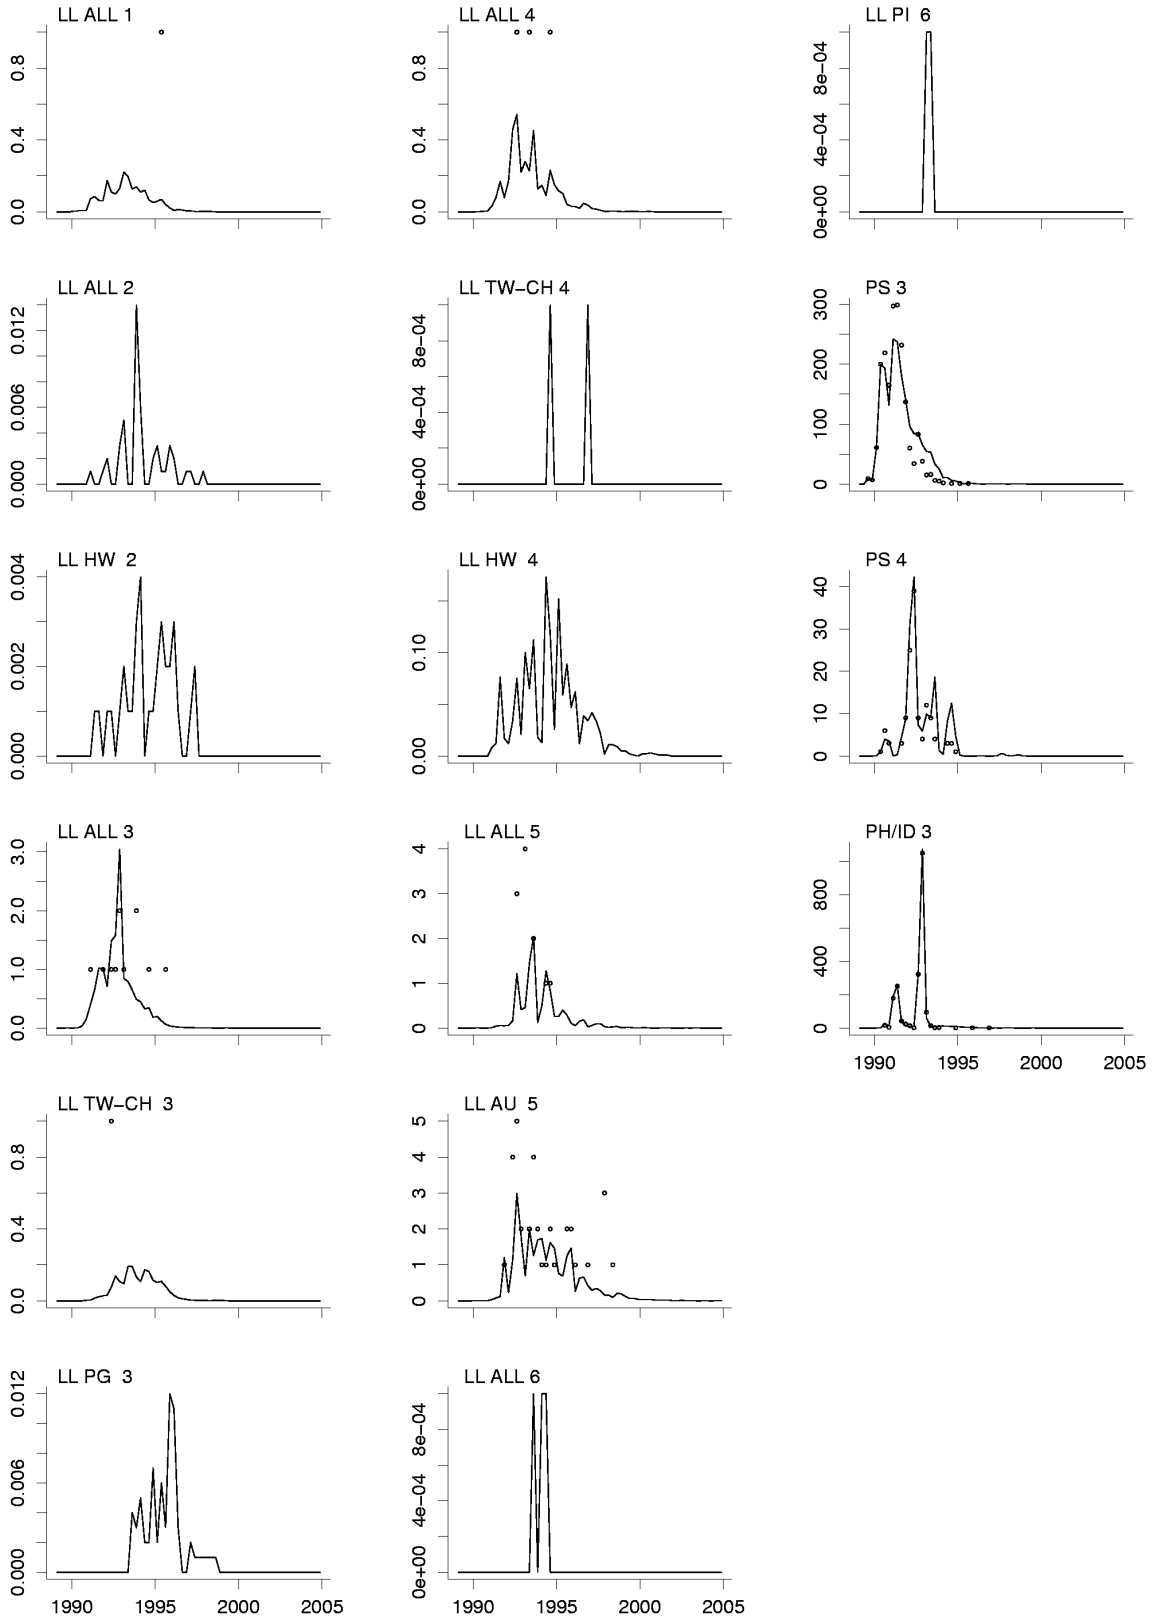 LL ALL 1
0.8
0.4
0.0
LL ALL 4
0.8
0.4
0.0
LL PI 6
8e−04
4e−04
0e+00
LL ALL 2
0.012
0.006
0.000
LL TW−CH 4
8e−04
4e−04
0e+00
PS 3
300
200
100
0
LL HW 2
0.004
0.002
0.000
LL HW 4
0.10
0.00
PS 4
40
30
20
10
0
LL ALL 3
3.0
2.0
1.0
0.0
LL ALL 5
4
3
2
1
0
PH/ID 3
800
400
0
1990 1995 2000 2005
LL TW−CH 3
0.8
0.4
0.0
LL AU 5
5
4
3
2
1
0
LL PG 3
0.012
0.006
0.000
1990 1995 2000 2005
LL ALL 6
8e−04
4e−04
0e+00
1990 1995 2000 2005